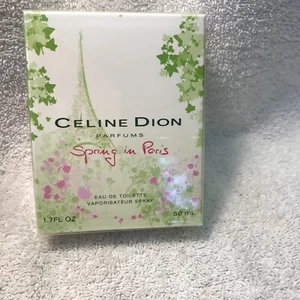 CELINE DION
PARFUMS
Spring in Paris
EAU DE TOILETTE
VAPORISATEUR SPRAY
1.7FL OZ 50 mL